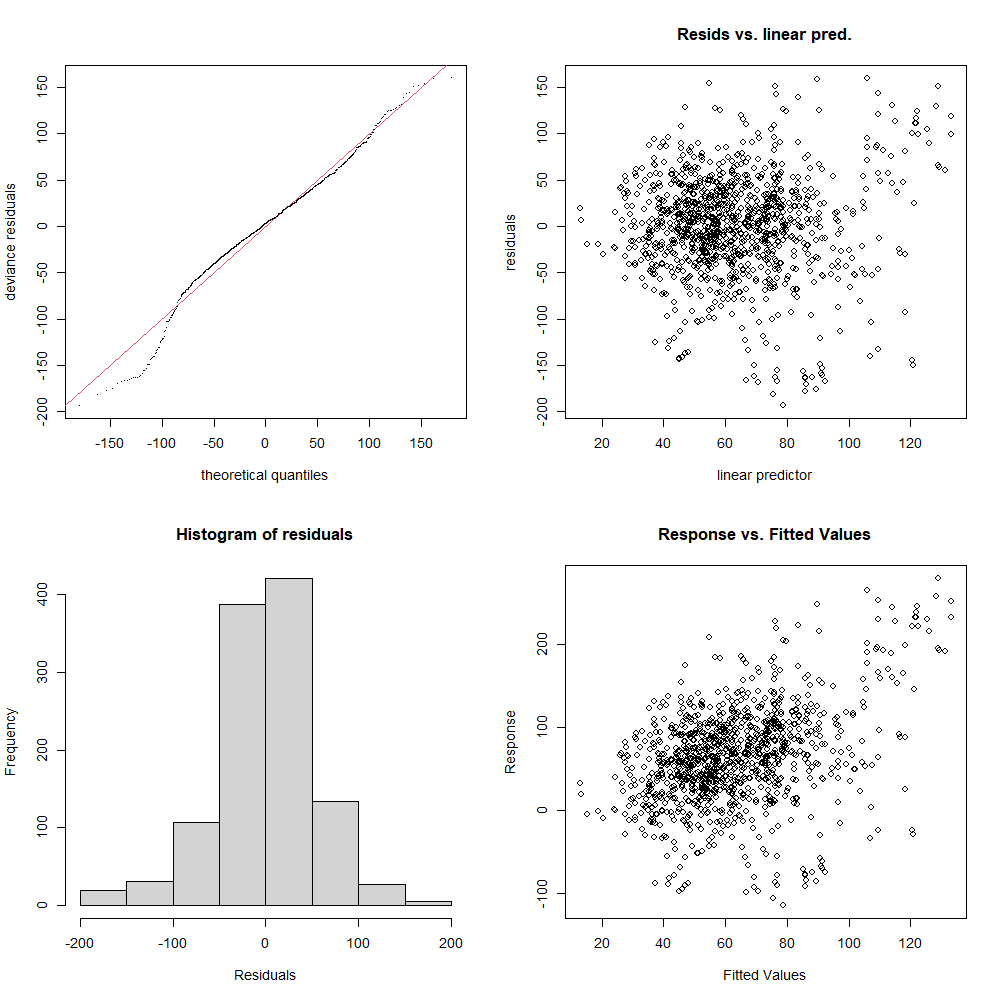 deviance residuals
150
100
50
0
-50
-100
-150
-200
-150 -100 -50 0 50 100 150
theoretical quantiles
Resids vs. linear pred.
residuals
150
100
50
0
-50
-100
-150
-200
20 40 60 80 100 120
linear predictor
Histogram of residuals
Frequency
400
300
200
100
0
-200 -100 0 100 200
Residuals
Response vs. Fitted Values
Response
200
100
0
-100
20 40 60 80 100 120
Fitted Values